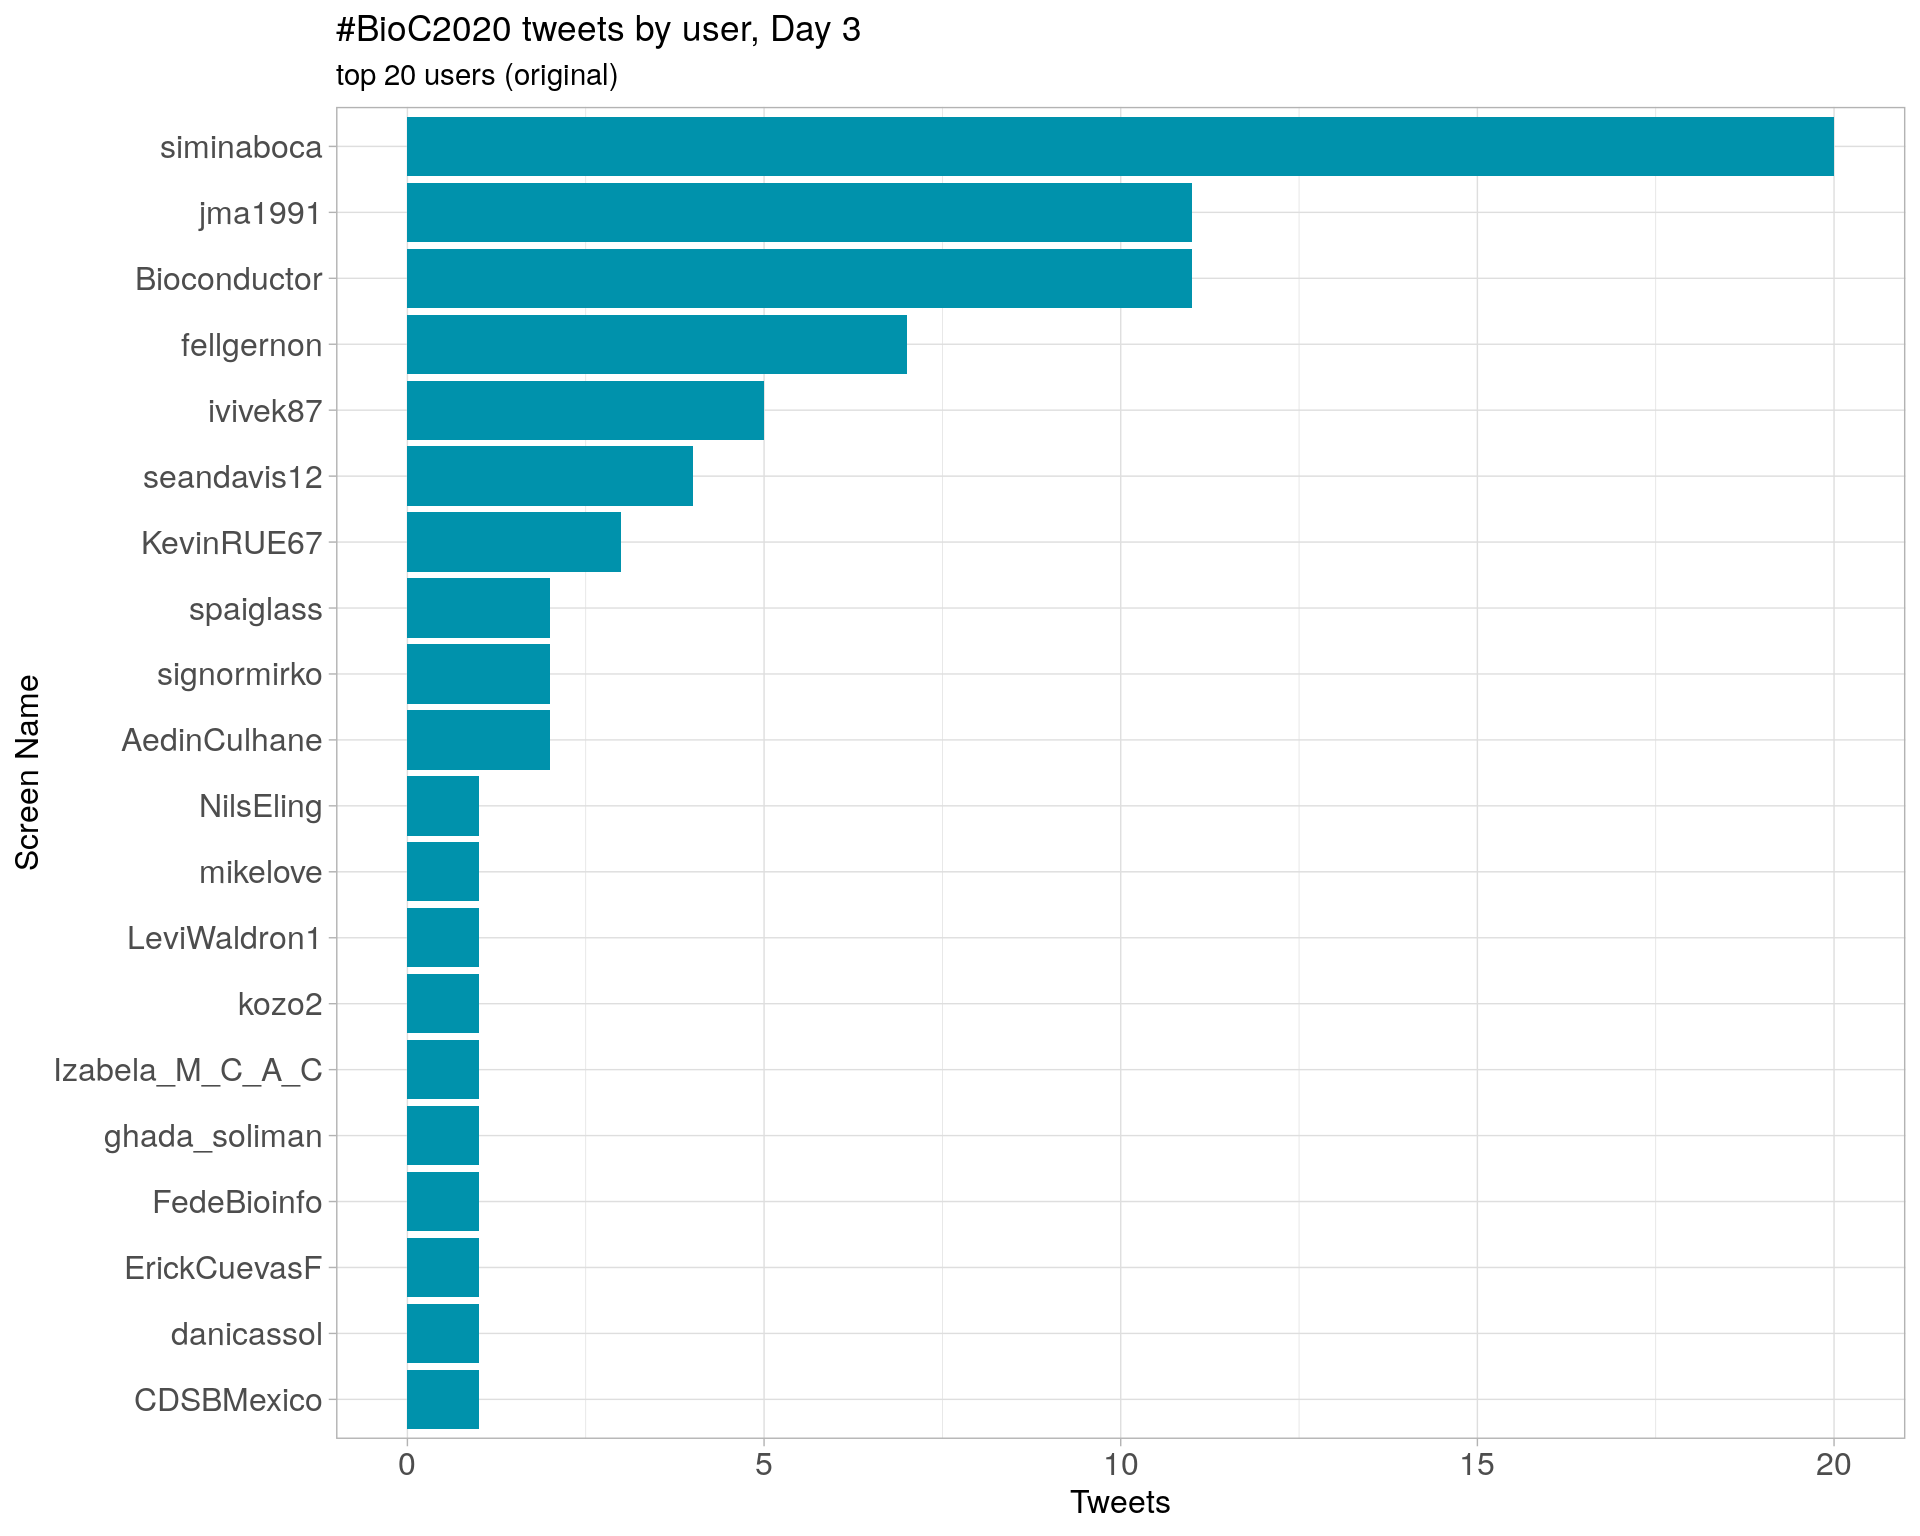 #BioC2020 tweets by user, Day 3
top 20 users (original)
siminaboca
jma1991
Bioconductor
fellgernon
ivivek87
seandavis12
KevinRUE67
spaiglass
signormirko
AedinCulhane
NilsEling
mikelove
LeviWaldron1
kozo2
Izabela_M_C_A_C
ghada_soliman
FedeBioinfo
ErickCuevasF
danicassol
CDSBMexico
Screen Name
0 5 10 15 20
Tweets